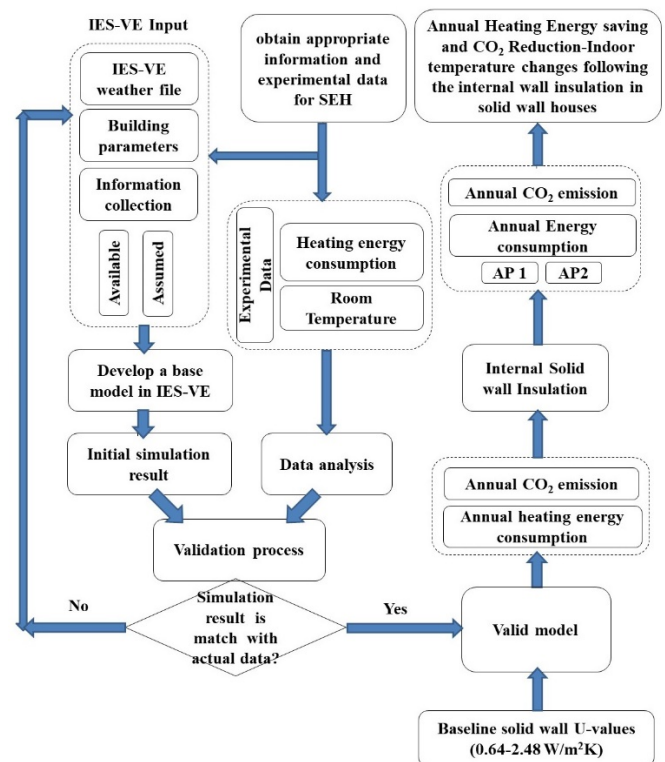 IES-VE Input
IES-VE
weather file
Building
parameters
Information
collection
Available
Assumed
Develop a base
model in IES-VE
Initial simulation
result
obtain appropriate
information and
experimental data
for SEH
Experimental
Data
Heating energy
consumption
Room
Temperature
Data analysis
Validation process
Simulation
result is
match with
actual data?
No
Yes
Annual Heating Energy saving
and CO₂ Reduction-Indoor
temperature changes following
the internal wall insulation in
solid wall houses
Annual CO₂ emission
Annual Energy
consumption
AP 1
AP2
Internal Solid
wall Insulation
Annual CO₂ emission
Annual heating energy
consumption
Valid model
Baseline solid wall U-values
(0.64-2.48 W/m²K)